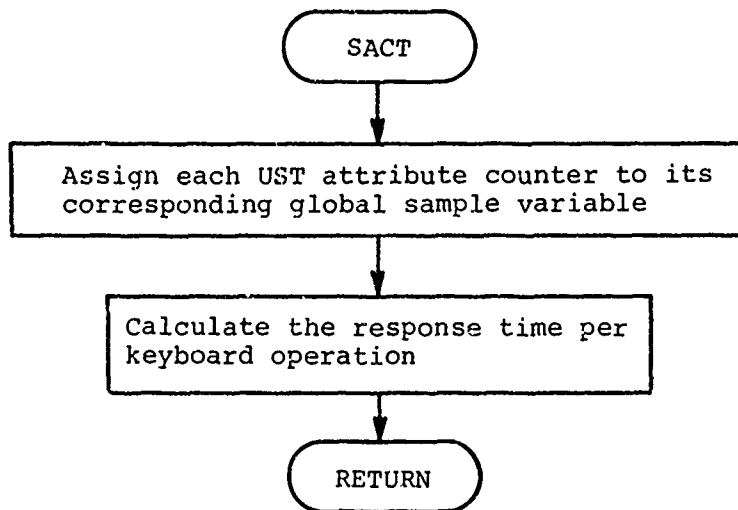 SACT
Assign each UST attribute counter to its
corresponding global sample variable
Calculate the response time per
keyboard operation
RETURN